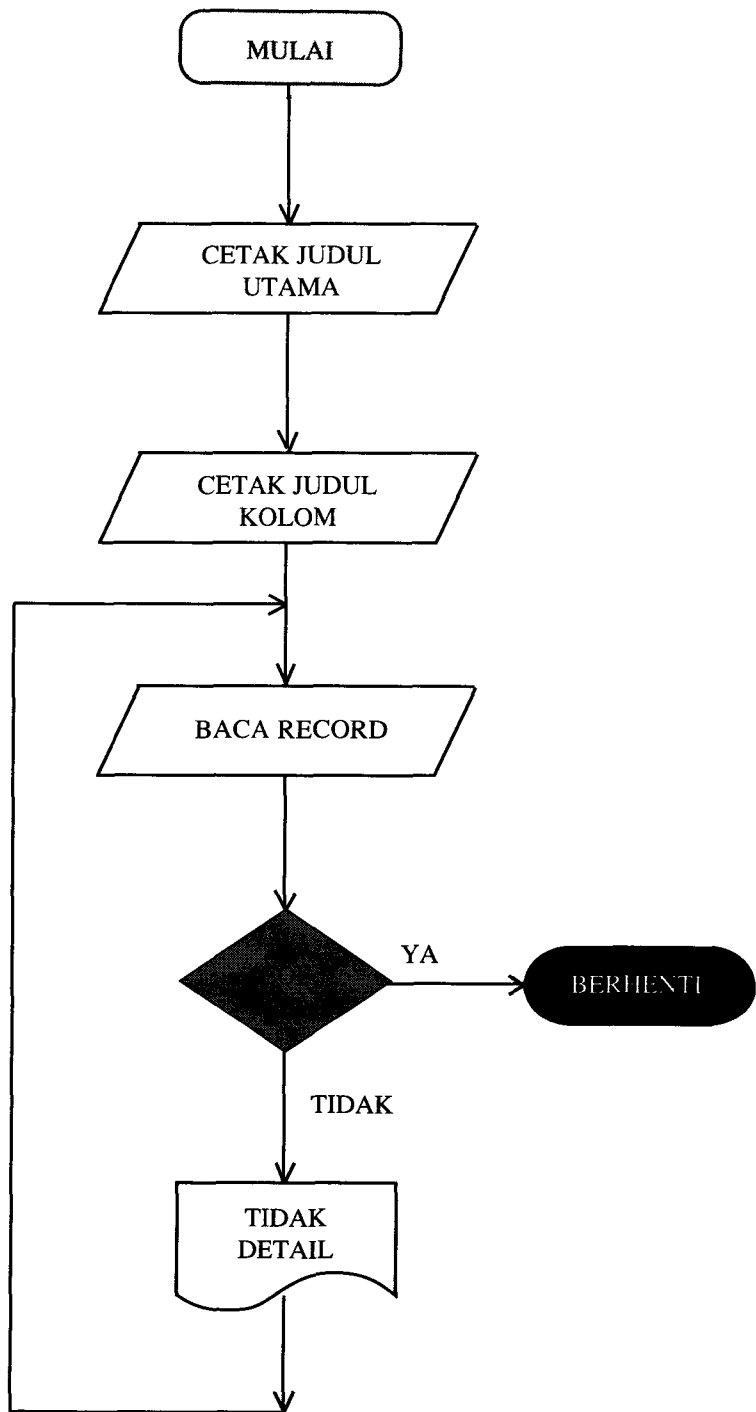 MULAI
CETAK JUDUL
UTAMA
CETAK JUDUL
KOLOM
BACA RECORD
YA
BERHENTI
TIDAK
TIDAK
DETAIL